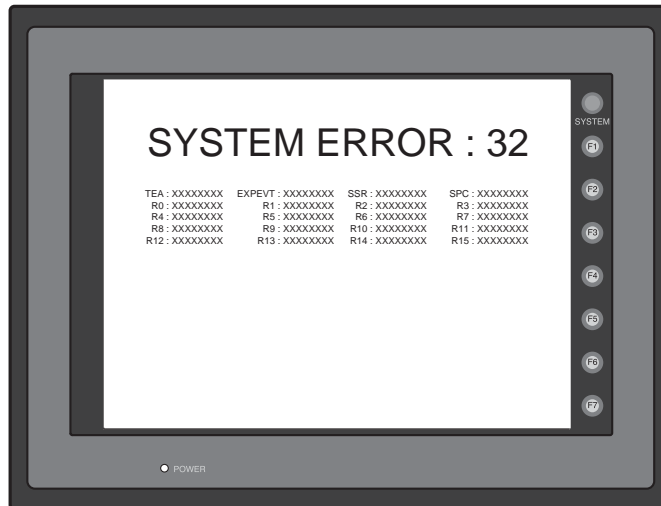 SYSTEM ERROR : 32
TEA : XXXXXXXX EXPEVT : XXXXXXXX SSR : XXXXXXXX SPC : XXXXXXXX
R0 : XXXXXXXX R1 : XXXXXXXX R2 : XXXXXXXX R3 : XXXXXXXX
R4 : XXXXXXXX R5 : XXXXXXXX R6 : XXXXXXXX R7 : XXXXXXXX
R8 : XXXXXXXX R9 : XXXXXXXX R10 : XXXXXXXX R11 : XXXXXXXX
R12 : XXXXXXXX R13 : XXXXXXXX R14 : XXXXXXXX R15 : XXXXXXXX
SYSTEM
F1
F2
F3
F4
F5
F6
F7
POWER